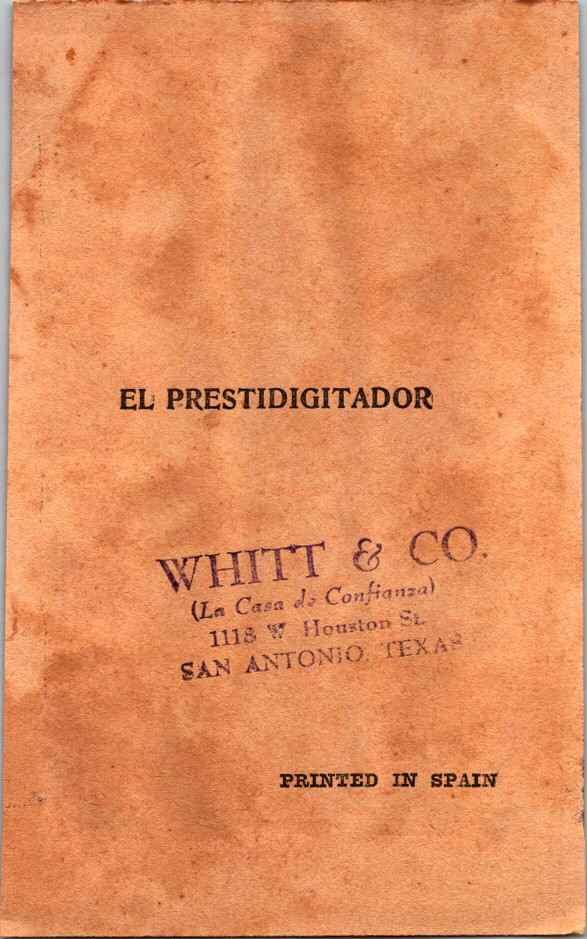 EL PRESTIDIGITADOR
WHITT & CO.
(La Casa de Confianza)
1118 W Houston St.
SAN ANTONIO, TEXAS
PRINTED IN SPAIN